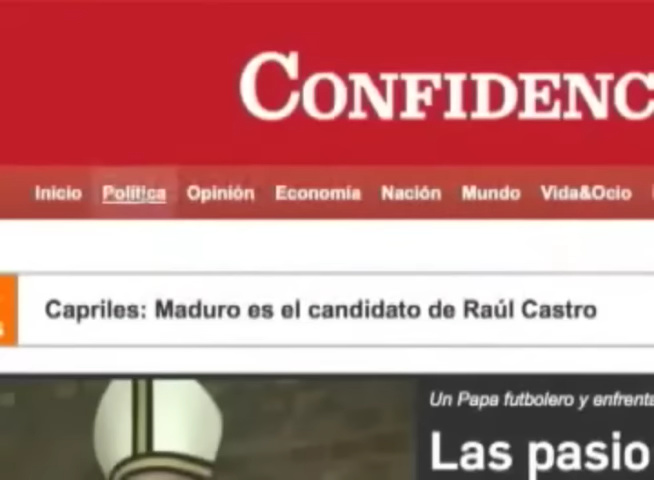 CONFIDENC
Inicio Política Opinión Economía Nación Mundo Vida&Ocio
Capriles: Maduro es el candidato de Raúl Castro
Un Papa futbolero y enfrenta
Las pasio